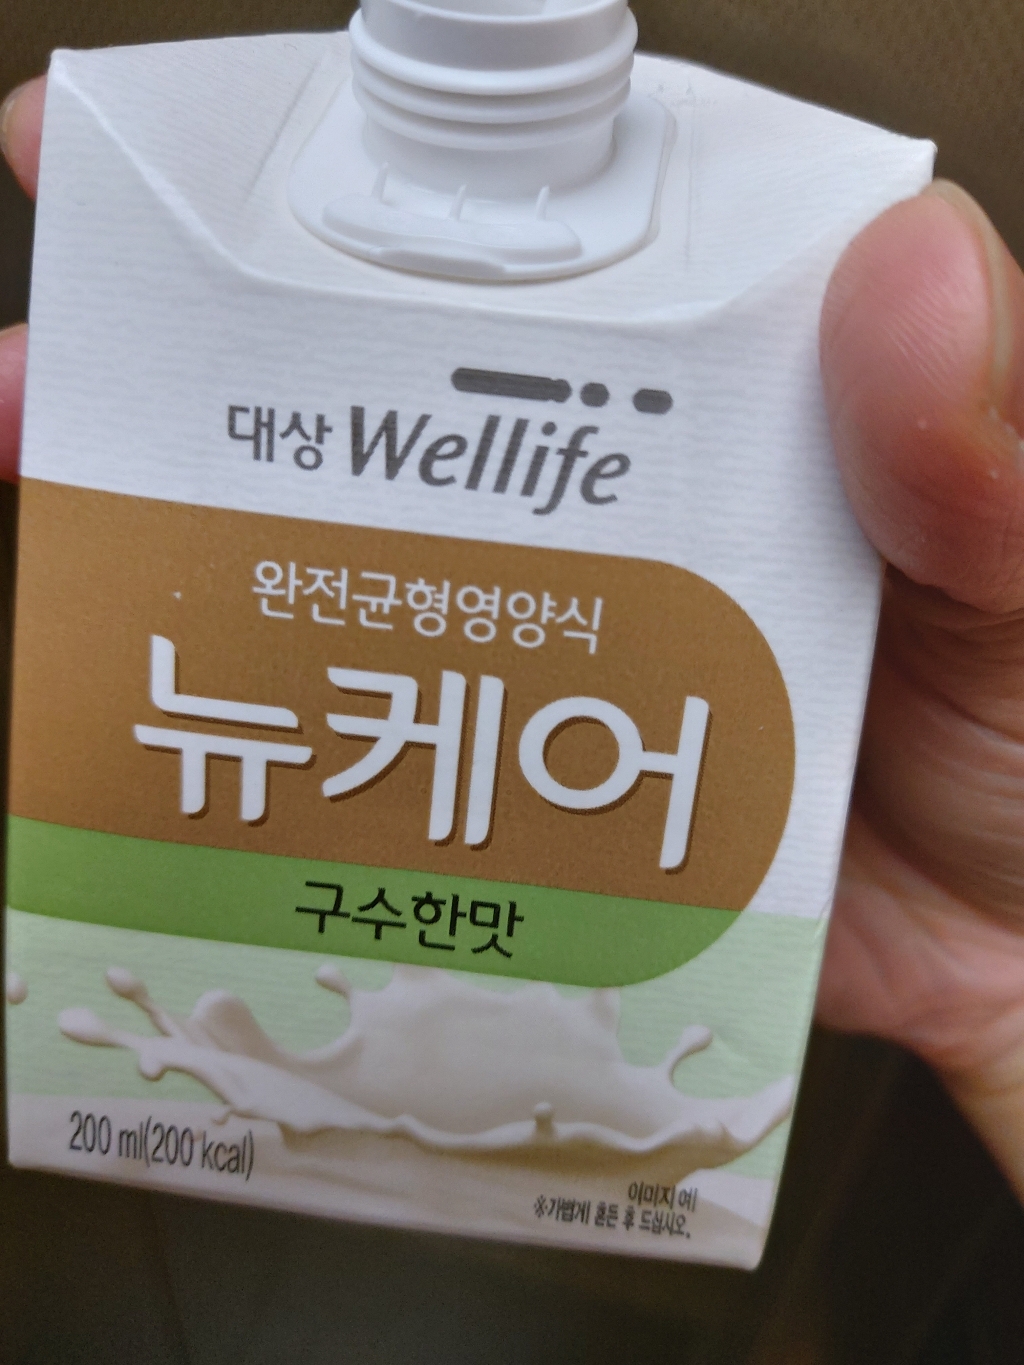 대상 Wellife
완전균형영양식
뉴케어
구수한맛
200 ml(200 kcal)
이미지 예
※가볍게 흔든 후 드십시오.